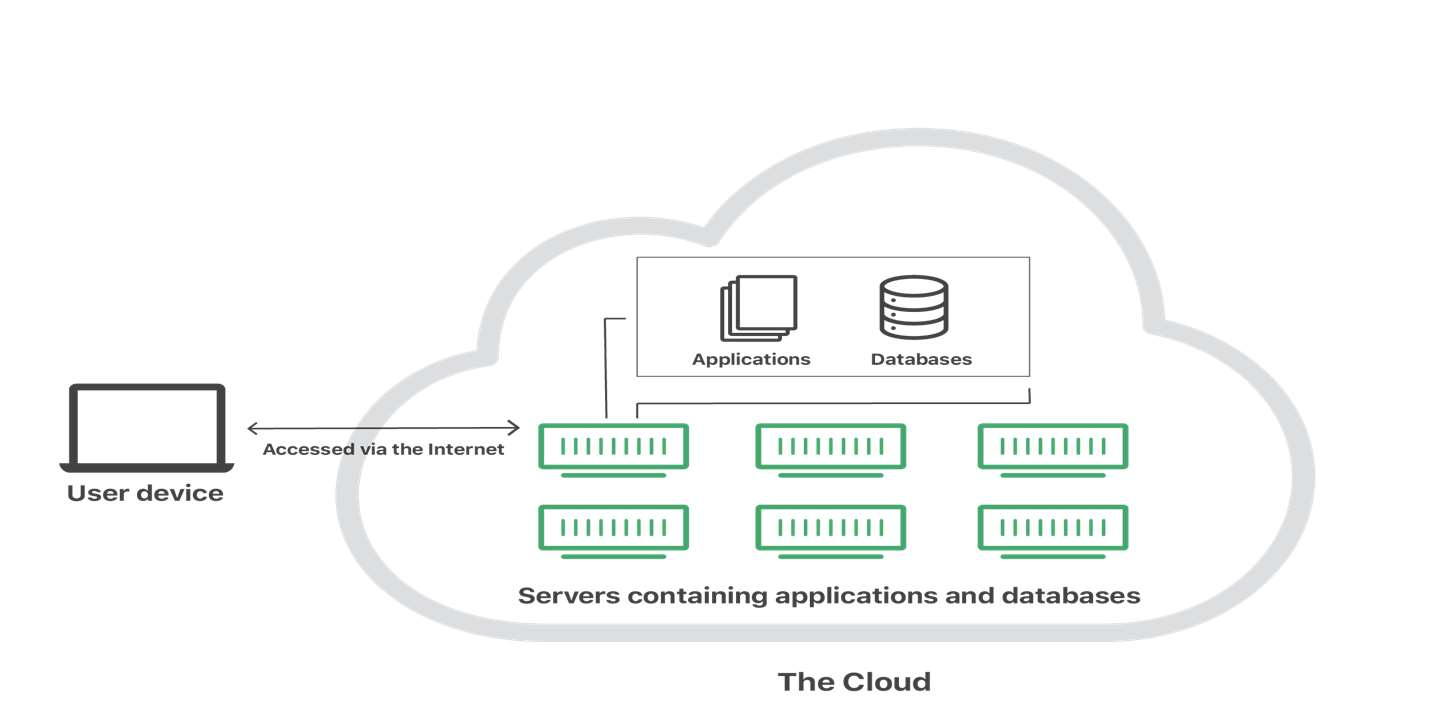 Applications
Databases
Accessed via the Internet
User device
Servers containing applications and databases
The Cloud